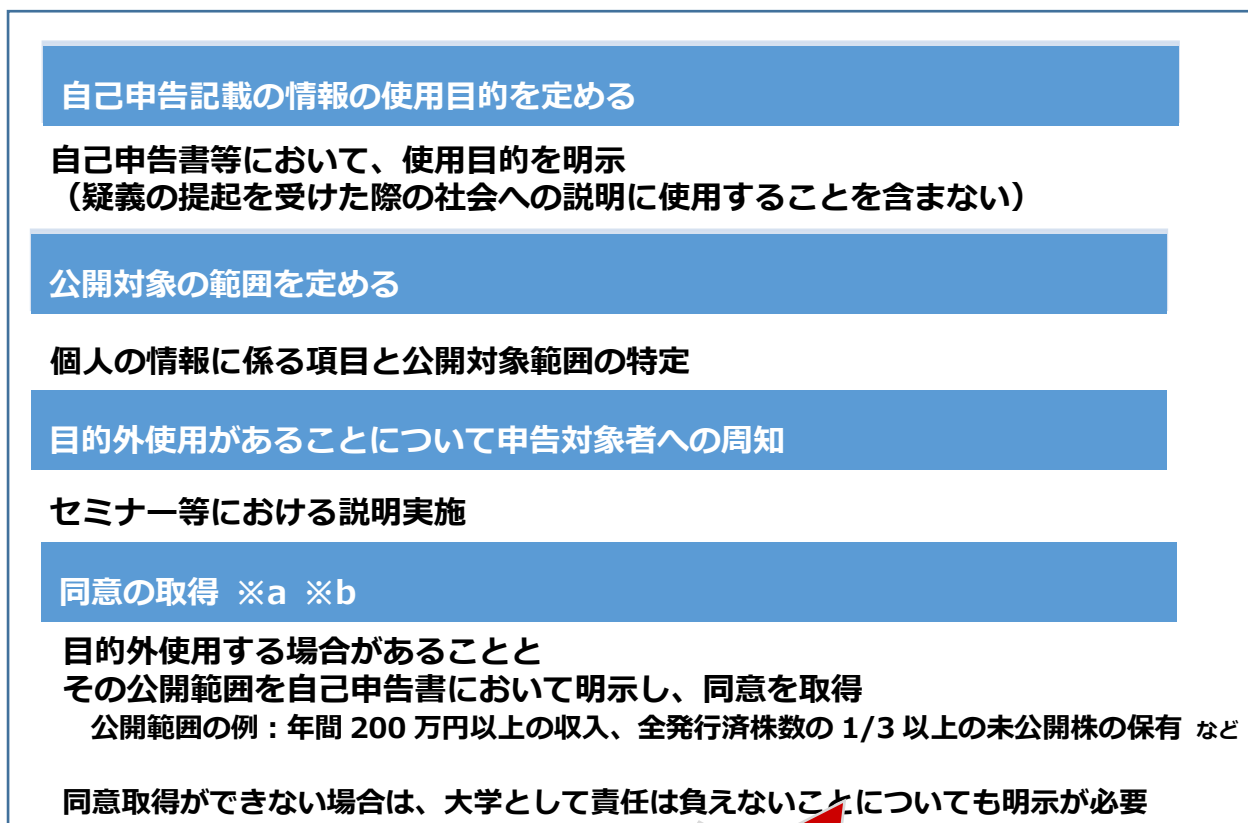 自己申告記載の情報の使用目的を定める
自己申告書等において、使用目的を明示
（疑義の提起を受けた際の社会への説明に使用することを含まない）
公開対象の範囲を定める
個人の情報に係る項目と公開対象範囲の特定
目的外使用があることについて申告対象者への周知
セミナー等における説明実施
同意の取得 ※a ※b
目的外使用する場合があることと
その公開範囲を自己申告書において明示し、同意を取得
公開範囲の例：年間 200 万円以上の収入、全発行済株数の 1/3 以上の未公開株の保有 など
同意取得ができない場合は、大学として責任は負えないことについても明示が必要